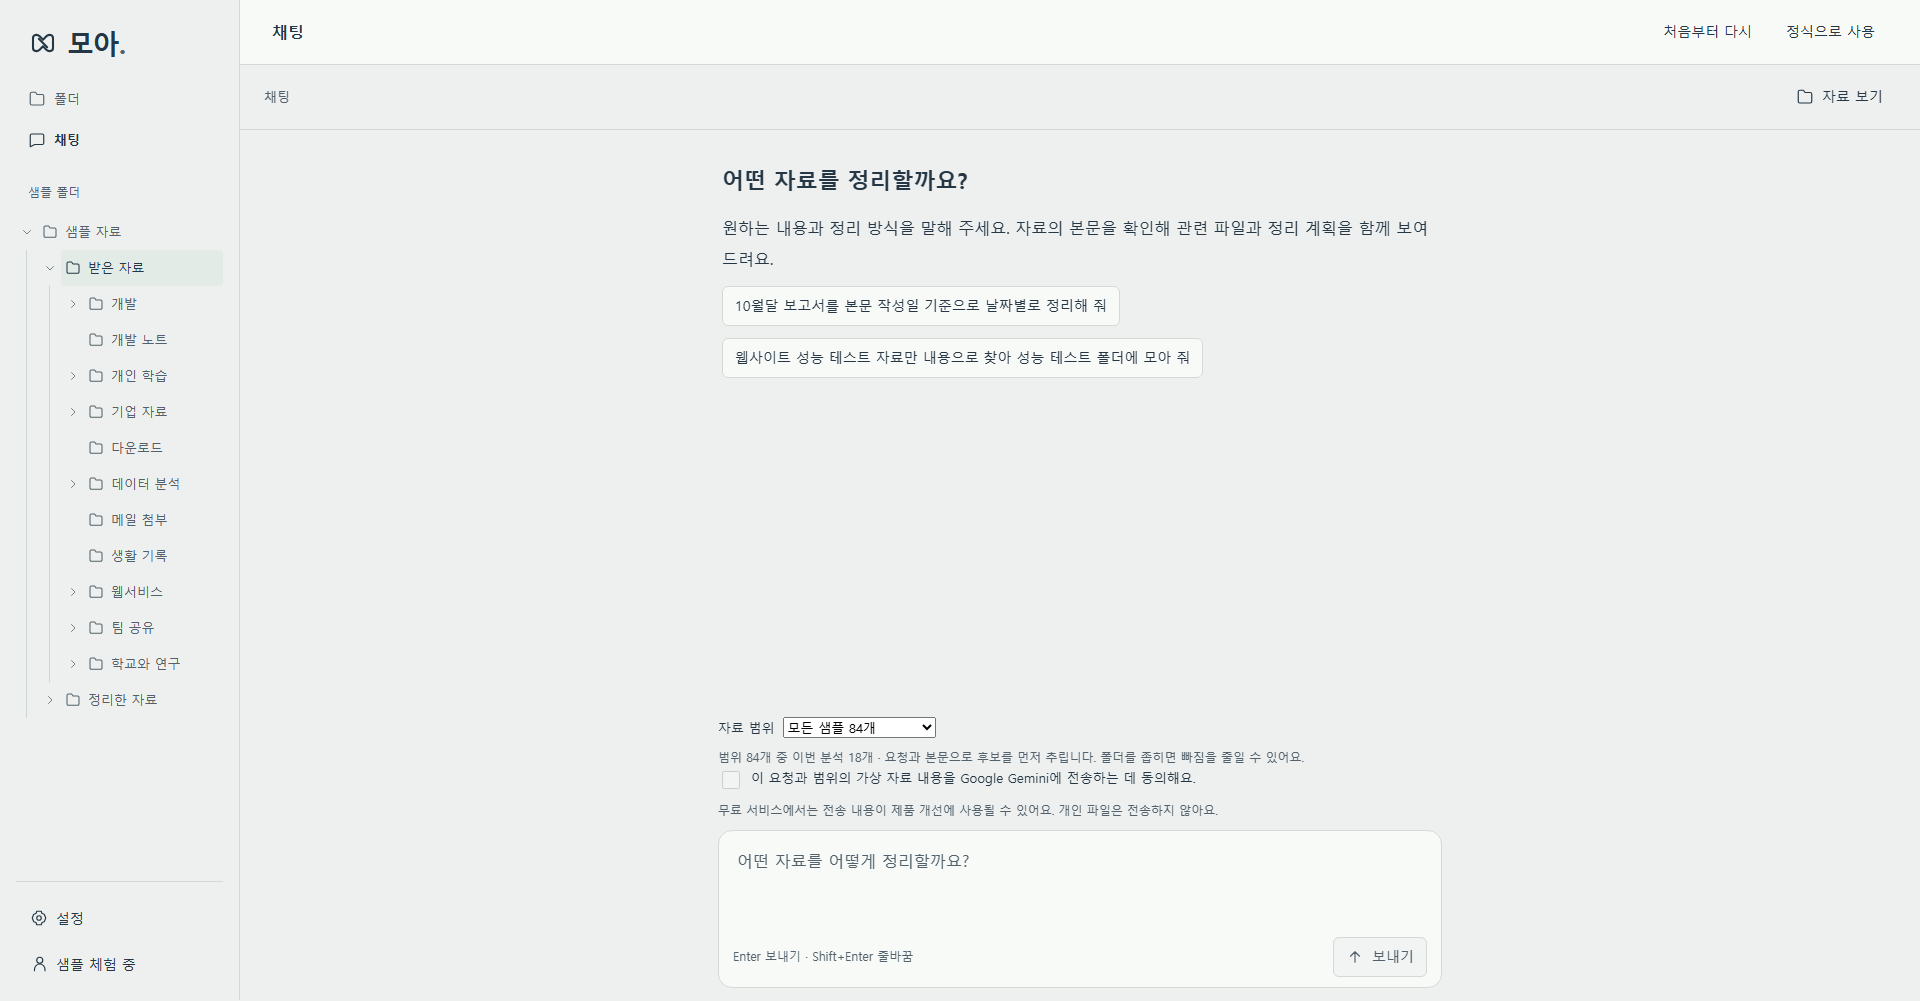 모아.
폴더
채팅
샘플 폴더
샘플 자료
받은 자료
개발
개발 노트
개인 학습
기업 자료
다운로드
데이터 분석
메일 첨부
생활 기록
웹서비스
팀 공유
학교와 연구
정리한 자료
설정
샘플 체험 중
채팅
처음부터 다시
정식으로 사용
채팅
자료 보기
어떤 자료를 정리할까요?
원하는 내용과 정리 방식을 말해 주세요. 자료의 본문을 확인해 관련 파일과 정리 계획을 함께 보여
드려요.
10월달 보고서를 본문 작성일 기준으로 날짜별로 정리해 줘
웹사이트 성능 테스트 자료만 내용으로 찾아 성능 테스트 폴더에 모아 줘
자료 범위 모든 샘플 84개
범위 84개 중 이번 분석 18개 · 요청과 본문으로 후보를 먼저 추립니다. 폴더를 좁히면 빠짐을 줄일 수 있어요.
이 요청과 범위의 가상 자료 내용을 Google Gemini에 전송하는 데 동의해요.
무료 서비스에서는 전송 내용이 제품 개선에 사용될 수 있어요. 개인 파일은 전송하지 않아요.
어떤 자료를 어떻게 정리할까요?
Enter 보내기 · Shift+Enter 줄바꿈
보내기